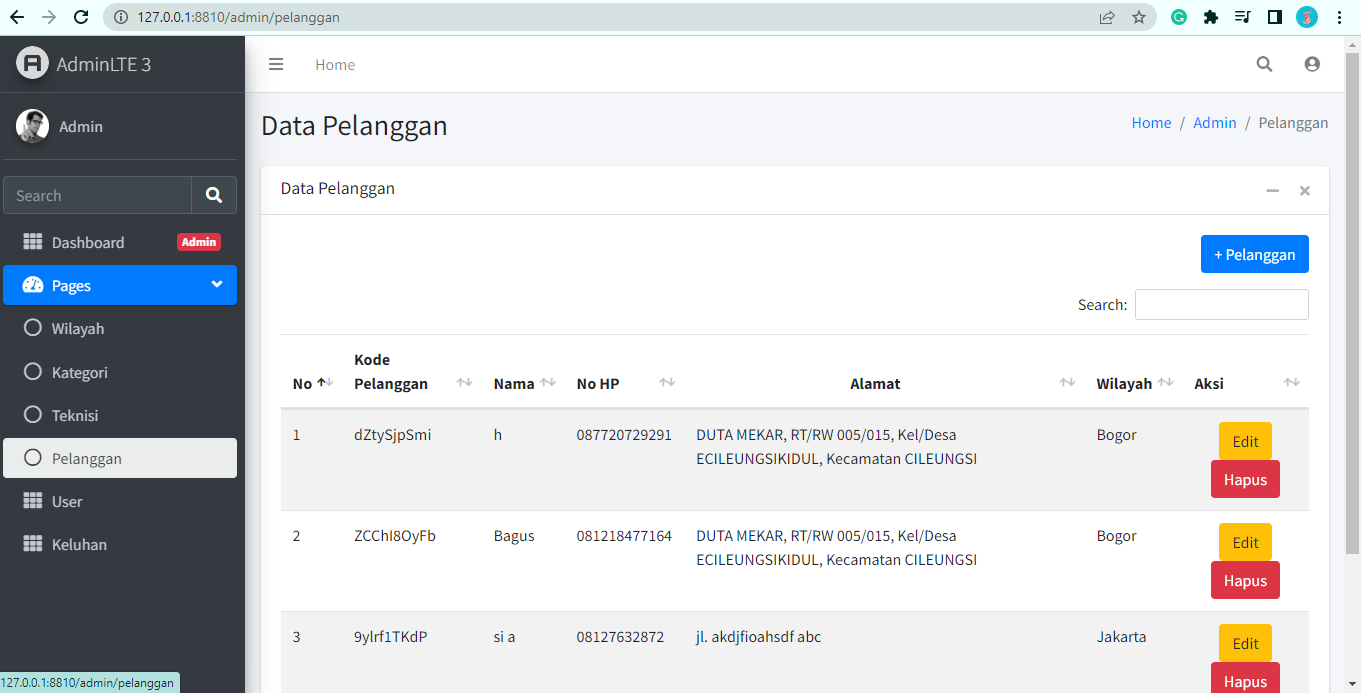 127.0.0.1:8810/admin/pelanggan
AdminLTE 3
Home
Admin
Data Pelanggan
Home / Admin / Pelanggan
Search
Data Pelanggan
Dashboard Admin
+ Pelanggan
Pages
Search:
Wilayah
Kategori
Teknisi
Pelanggan
User
Keluhan
No Kode Pelanggan Nama No HP Alamat Wilayah Aksi
1 dZtySjpSmi h 087720729291 DUTA MEKAR, RT/RW 005/015, Kel/Desa Bogor Edit
ECILEUNGSIKIDUL, Kecamatan CILEUNGSI
Hapus
2 ZCChI8OyFb Bagus 081218477164 DUTA MEKAR, RT/RW 005/015, Kel/Desa Bogor Edit
ECILEUNGSIKIDUL, Kecamatan CILEUNGSI
Hapus
3 9ylrf1TKdP si a 08127632872 jl. akdjfioahsdf abc Jakarta Edit
Hapus
127.0.0.1:8810/admin/pelanggan